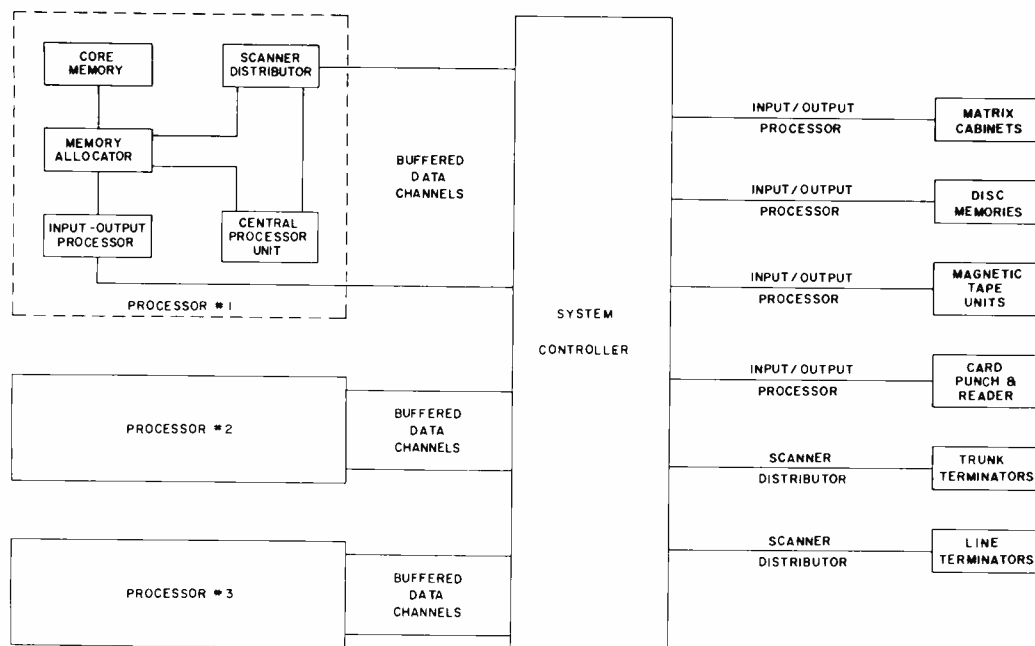 CORE
MEMORY
SCANNER
DISTRIBUTOR
MEMORY
ALLOCATOR
INPUT-OUTPUT
PROCESSOR
CENTRAL
PROCESSOR
UNIT
PROCESSOR #1
BUFFERED
DATA
CHANNELS
PROCESSOR #2
BUFFERED
DATA
CHANNELS
PROCESSOR #3
BUFFERED
DATA
CHANNELS
SYSTEM
CONTROLLER
INPUT/OUTPUT
PROCESSOR
MATRIX
CABINETS
INPUT/OUTPUT
PROCESSOR
DISC
MEMORIES
INPUT/OUTPUT
PROCESSOR
MAGNETIC
TAPE
UNITS
INPUT/OUTPUT
PROCESSOR
CARD
PUNCH &
READER
SCANNER
DISTRIBUTOR
TRUNK
TERMINATORS
SCANNER
DISTRIBUTOR
LINE
TERMINATORS